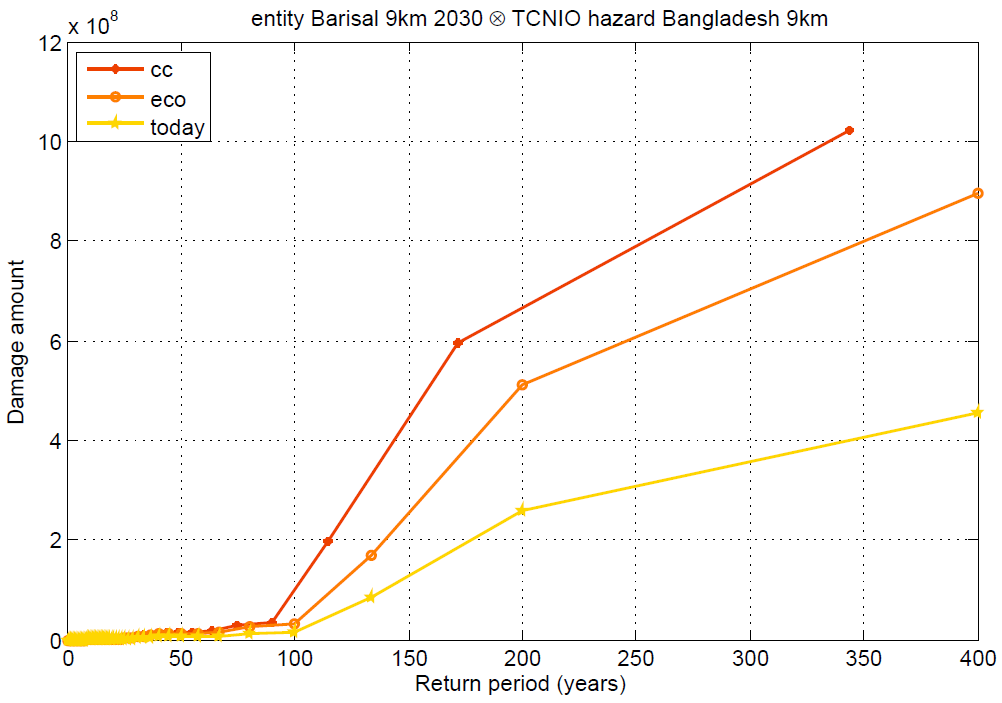 entity Barisal 9km 2030 ⊗ TCNIO hazard Bangladesh 9km
x 10^8
12
10
8
6
4
2
0
cc
eco
today
Damage amount
0 50 100 150 200 250 300 350 400
Return period (years)